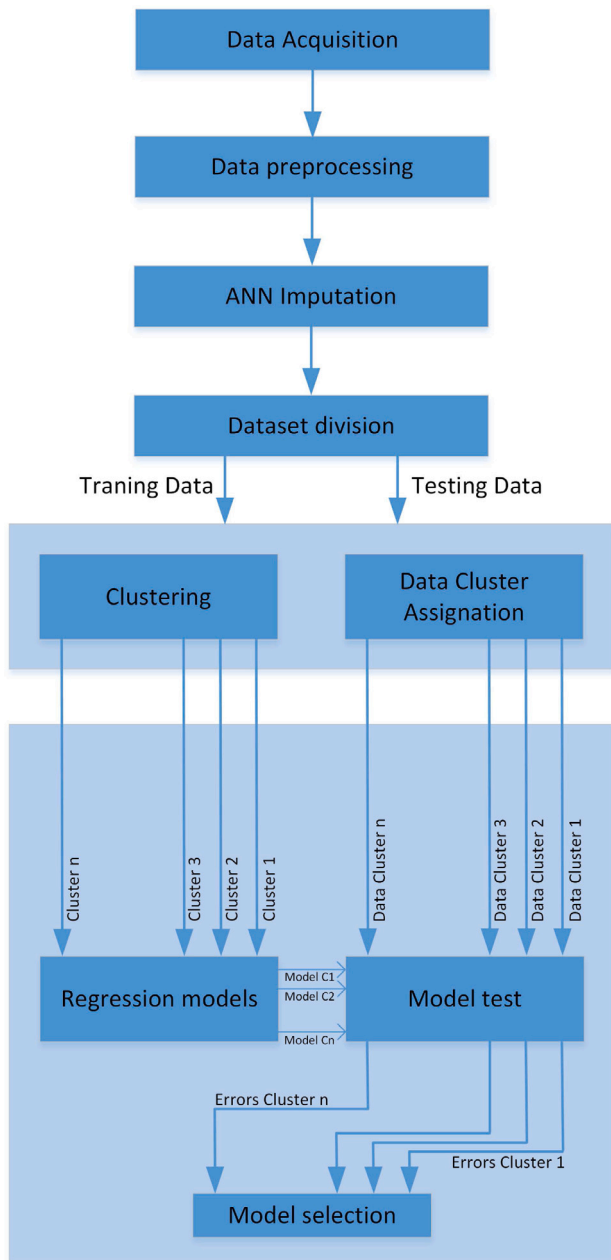 Data Acquisition
Data preprocessing
ANN Imputation
Dataset division
Traning Data
Testing Data
Clustering
Data Cluster
Assignation
Cluster n
Cluster 3
Cluster 2
Cluster 1
Data Cluster n
Data Cluster 3
Data Cluster 2
Data Cluster 1
Regression models
Model C1
Model C2
Model Cn
Model test
Errors Cluster n
Errors Cluster 1
Model selection